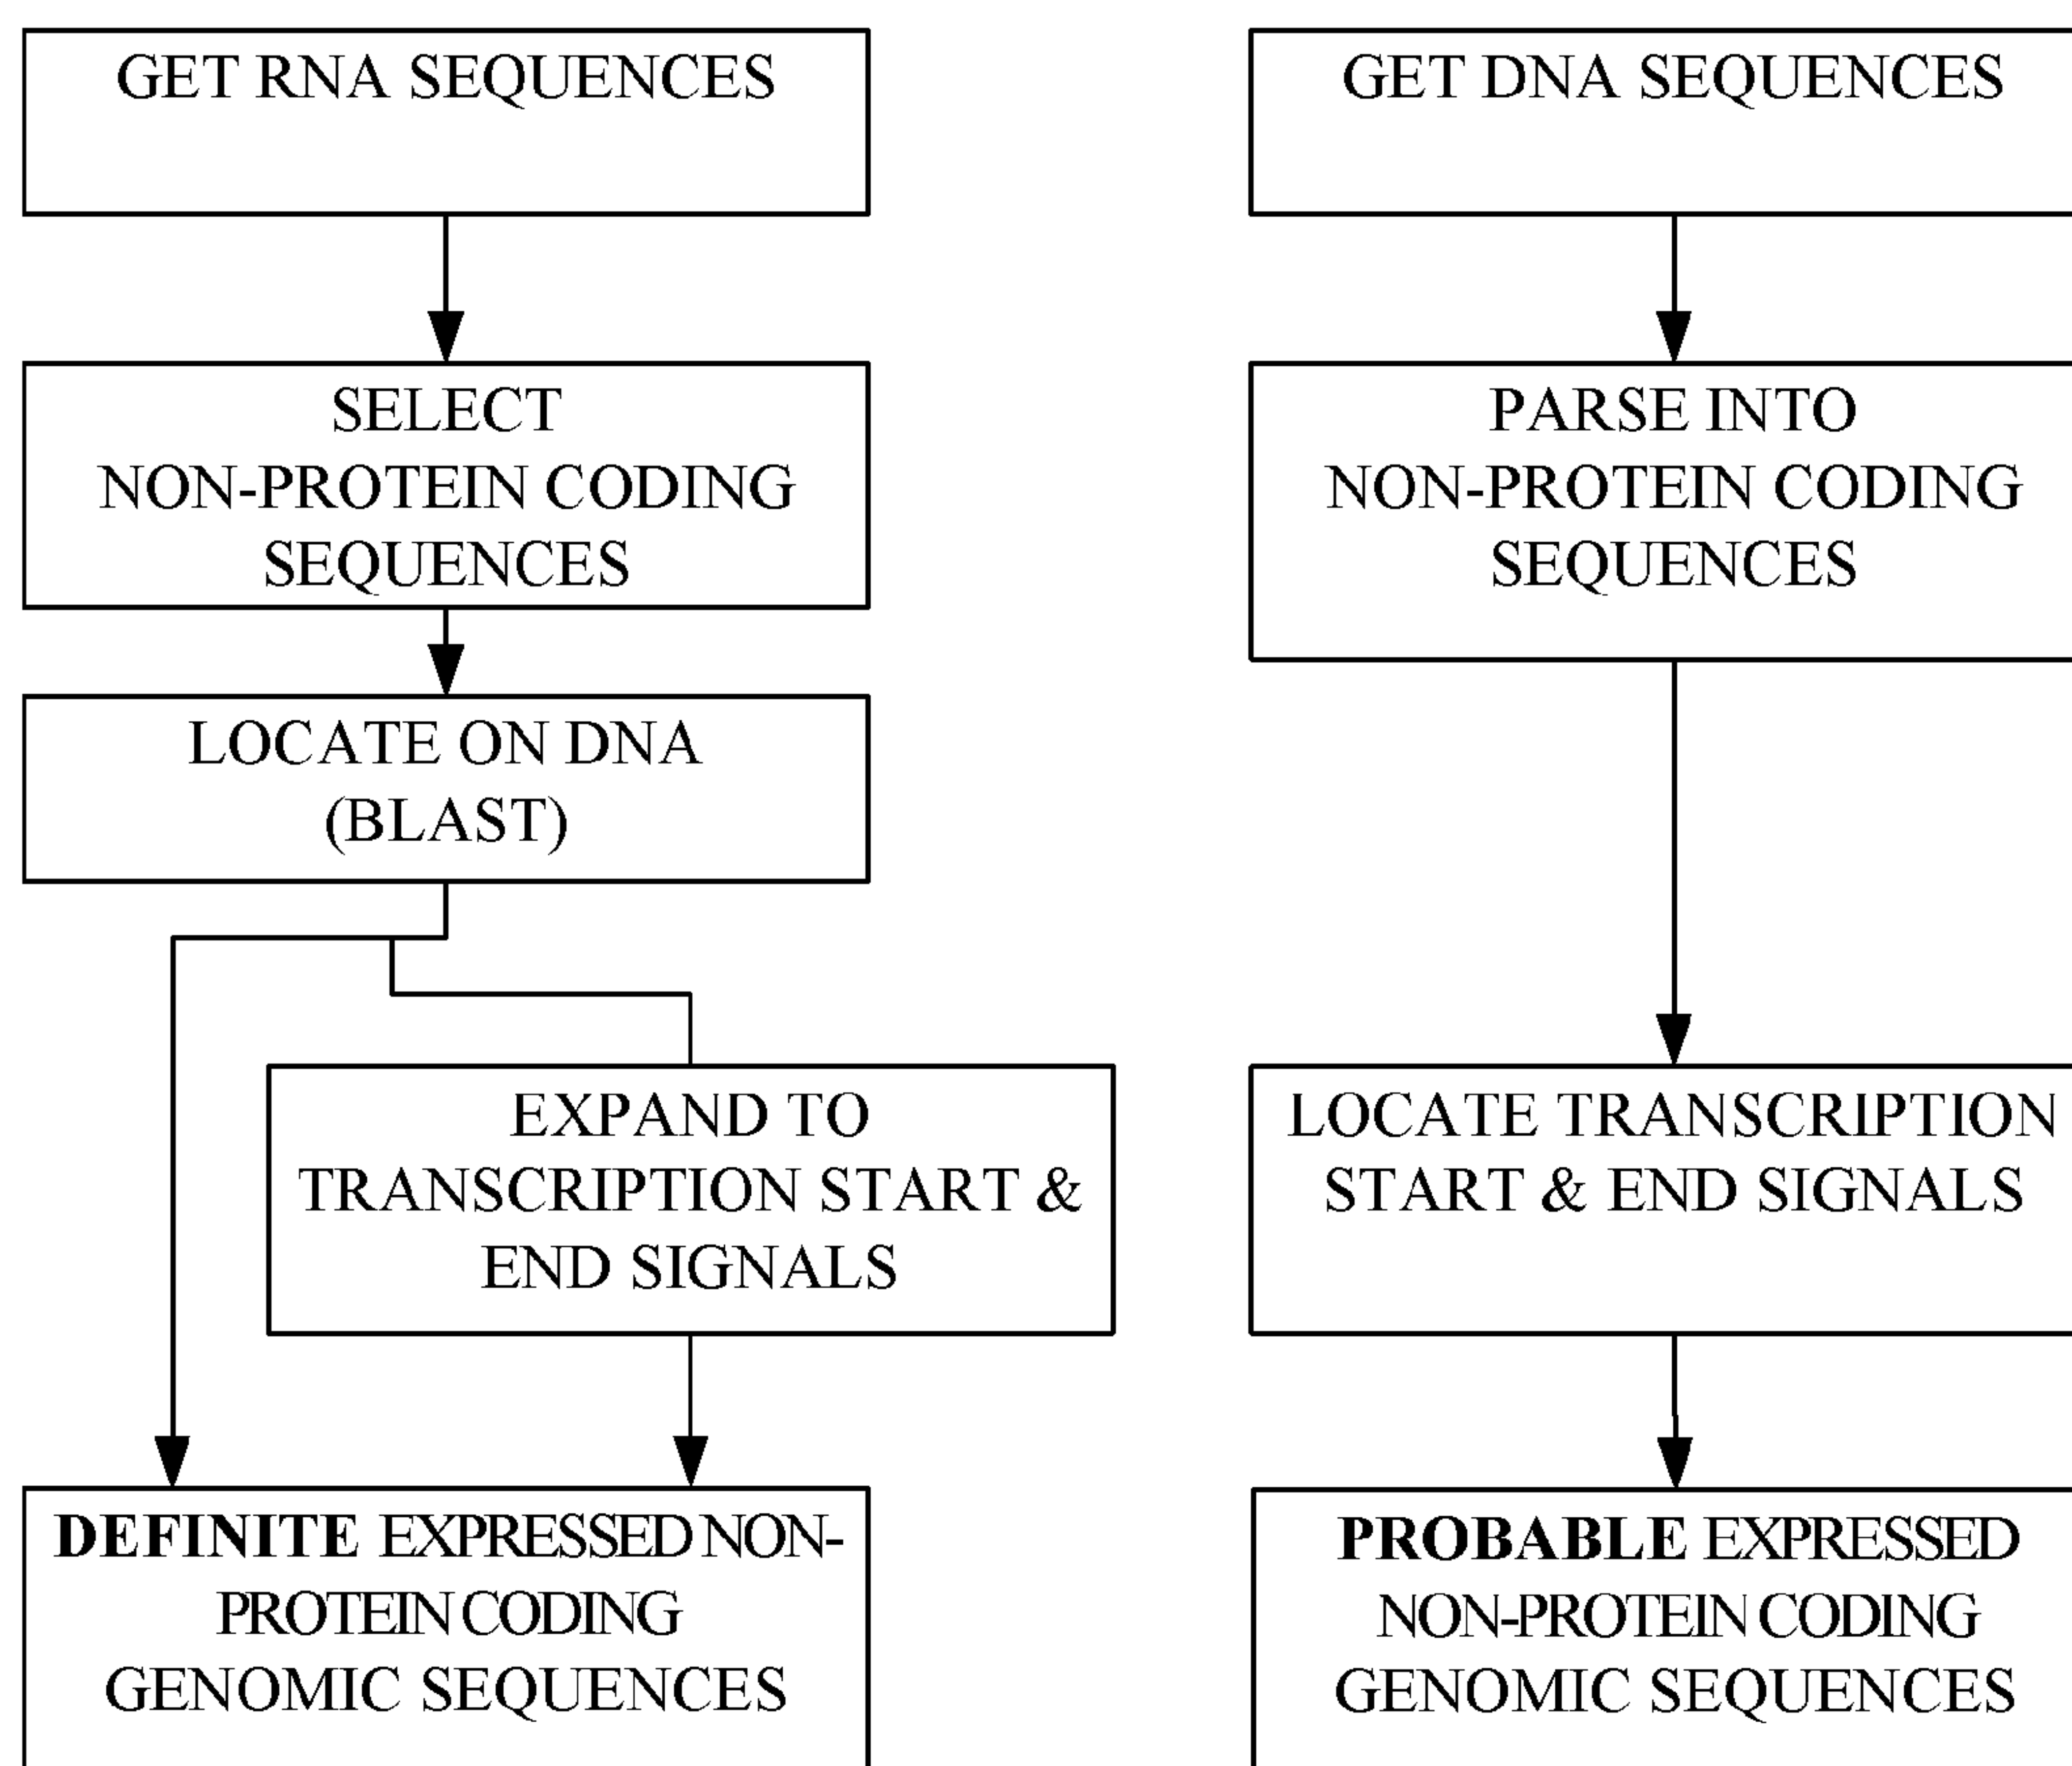 GET RNA SEQUENCES
SELECT
NON-PROTEIN CODING
SEQUENCES
LOCATE ON DNA
(BLAST)
EXPAND TO
TRANSCRIPTION START &
END SIGNALS
DEFINITE EXPRESSED NON-
PROTEIN CODING
GENOMIC SEQUENCES
GET DNA SEQUENCES
PARSE INTO
NON-PROTEIN CODING
SEQUENCES
LOCATE TRANSCRIPTION
START & END SIGNALS
PROBABLE EXPRESSED
NON-PROTEIN CODING
GENOMIC SEQUENCES